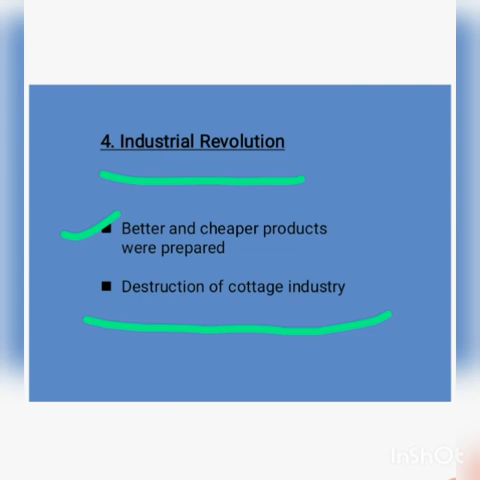 4. Industrial Revolution
■ Better and cheaper products
were prepared
■ Destruction of cottage industry
InShOt